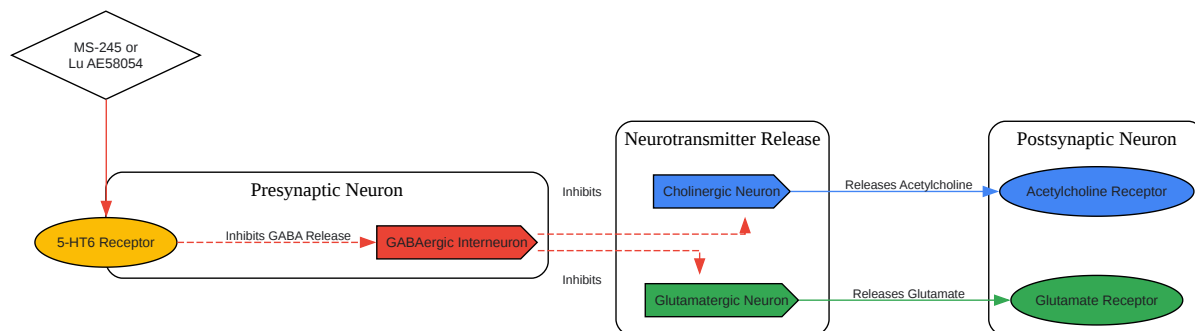 MS-245 or
Lu AE58054
Neurotransmitter Release
Postsynaptic Neuron
Presynaptic Neuron
Inhibits
Cholinergic Neuron
Releases Acetylcholine
Acetylcholine Receptor
5-HT6 Receptor
Inhibits GABA Release
GABAergic Interneuron
Inhibits
Glutamatergic Neuron
Releases Glutamate
Glutamate Receptor